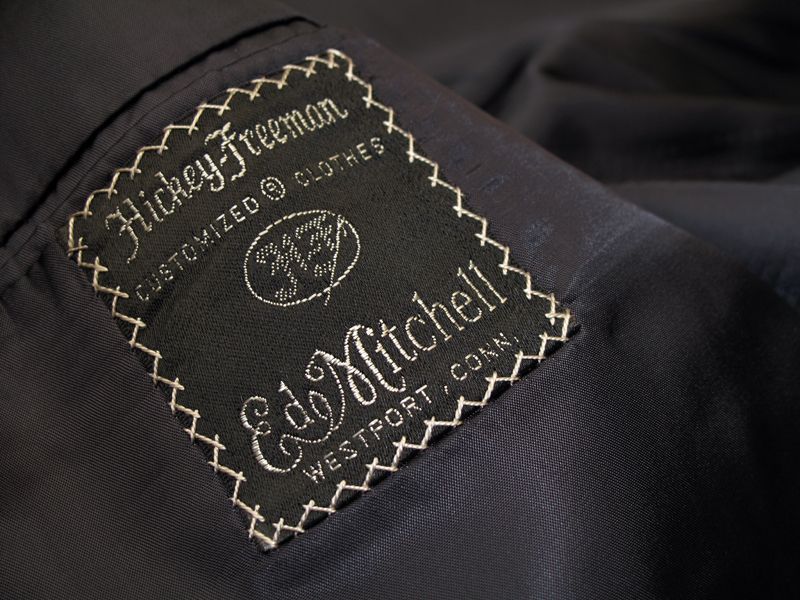 Hickey-Freeman
CUSTOMIZED ® CLOTHES
HF
Ed Mitchell
WESTPORT, CONN.